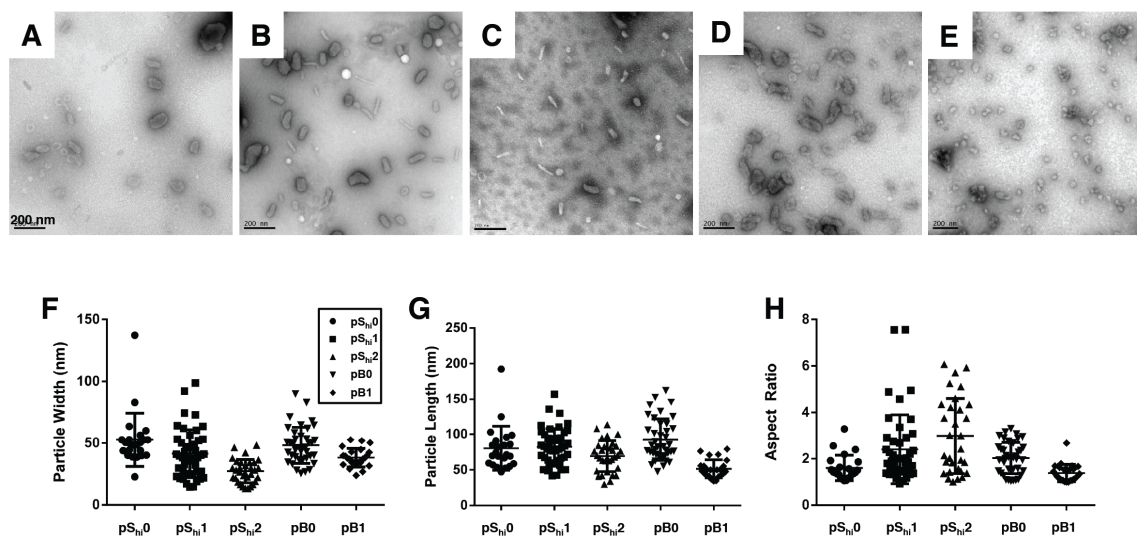 A
B
C
D
E
200 nm
200 nm
200 nm
200 nm
F
G
H
Particle Width (nm)
150
100
50
0
pShi0
pShi1
pShi2
pB0
pB1
pShi0
pShi1
pShi2
pB0
pB1
Particle Length (nm)
250
200
150
100
50
0
pShi0
pShi1
pShi2
pB0
pB1
Aspect Ratio
8
6
4
2
0
pShi0
pShi1
pShi2
pB0
pB1